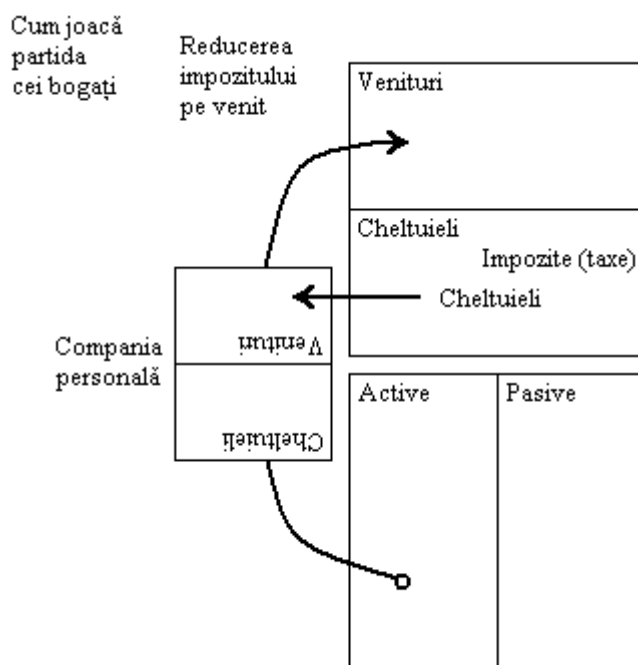 Cum joacă
partida
cei bogați
Reducerea
impozitului
pe venit
Venituri
Cheltuieli
Impozite (taxe)
Cheltuieli
Compania
personală
Venituri
Cheltuieli
Active
Pasive